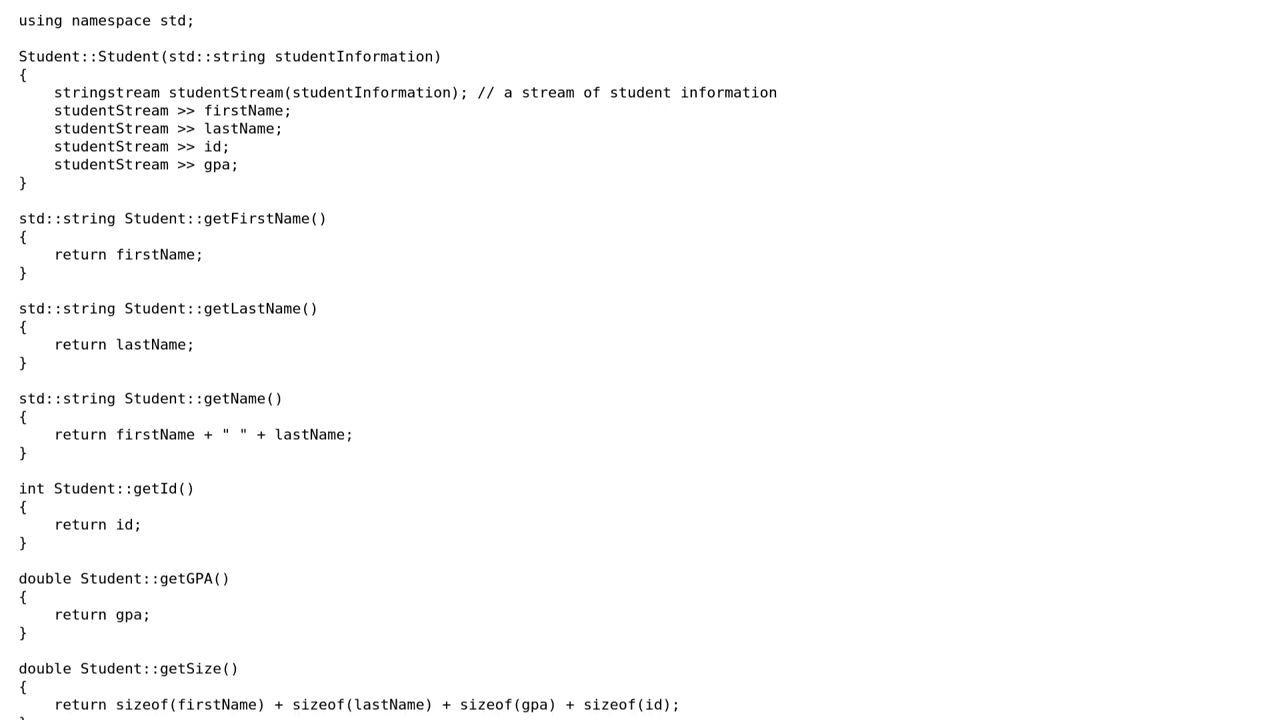 using namespace std;

Student::Student(std::string studentInformation)
{
    stringstream studentStream(studentInformation); // a stream of student information
    studentStream >> firstName;
    studentStream >> lastName;
    studentStream >> id;
    studentStream >> gpa;
}

std::string Student::getFirstName()
{
    return firstName;
}

std::string Student::getLastName()
{
    return lastName;
}

std::string Student::getName()
{
    return firstName + " " + lastName;
}

int Student::getId()
{
    return id;
}

double Student::getGPA()
{
    return gpa;
}

double Student::getSize()
{
    return sizeof(firstName) + sizeof(lastName) + sizeof(gpa) + sizeof(id);
}